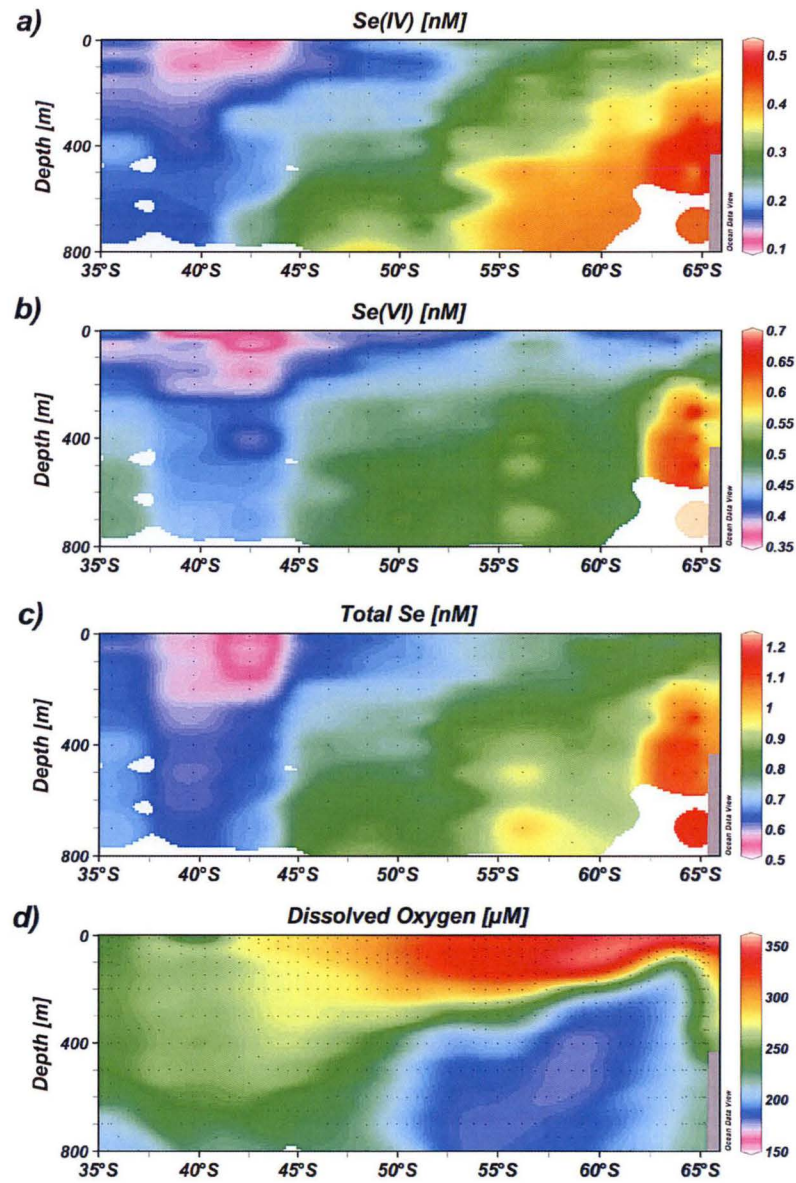 a) Se(IV) [nM]
Depth [m]
0
400
800
35°S 40°S 45°S 50°S 55°S 60°S 65°S
Ocean Data View
0.5
0.4
0.3
0.2
0.1
b) Se(VI) [nM]
Depth [m]
0
400
800
35°S 40°S 45°S 50°S 55°S 60°S 65°S
Ocean Data View
0.7
0.65
0.6
0.55
0.5
0.45
0.4
0.35
c) Total Se [nM]
Depth [m]
0
400
800
35°S 40°S 45°S 50°S 55°S 60°S 65°S
Ocean Data View
1.2
1.1
1
0.9
0.8
0.7
0.6
0.5
d) Dissolved Oxygen [µM]
Depth [m]
0
400
800
35°S 40°S 45°S 50°S 55°S 60°S 65°S
Ocean Data View
350
300
250
200
150